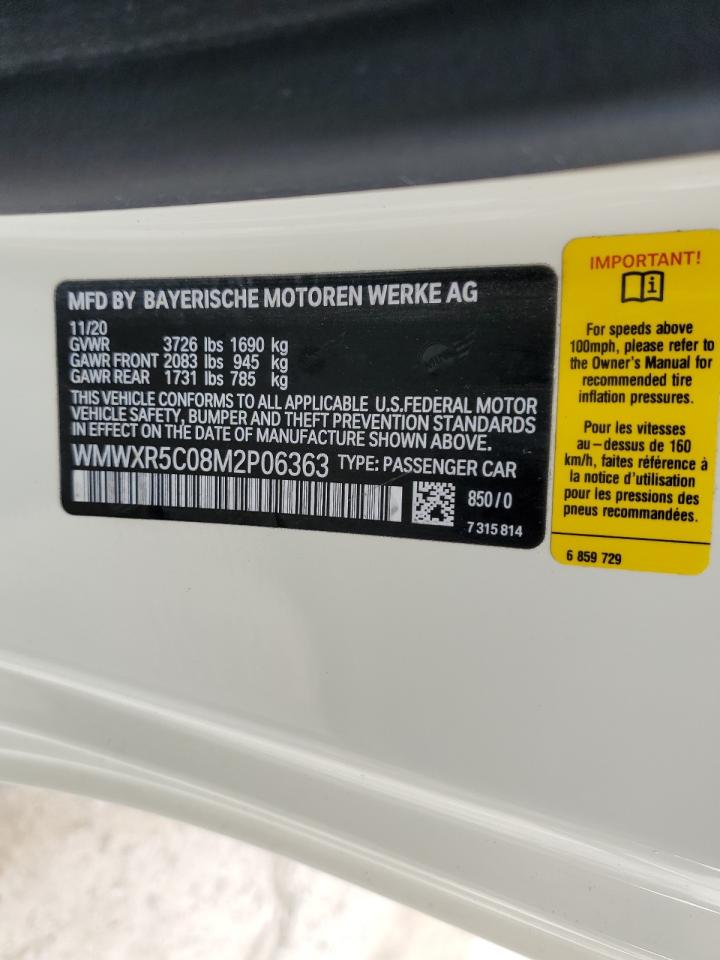 MFD BY BAYERISCHE MOTOREN WERKE AG
11/20
GVWR 3726 lbs 1690 kg
GAWR FRONT 2083 lbs 945 kg
GAWR REAR 1731 lbs 785 kg
THIS VEHICLE CONFORMS TO ALL APPLICABLE U.S.FEDERAL MOTOR
VEHICLE SAFETY, BUMPER AND THEFT PREVENTION STANDARDS
IN EFFECT ON THE DATE OF MANUFACTURE SHOWN ABOVE.
WMWXR5C08M2P06363 TYPE: PASSENGER CAR
850/0
7 315 814
IMPORTANT!
i
For speeds above
100mph, please refer to
the Owner's Manual for
recommended tire
inflation pressures.
Pour les vitesses
au-dessus de 160
km/h, faites référence à
la notice d'utilisation
pour les pressions des
pneus recommandées.
6 859 729